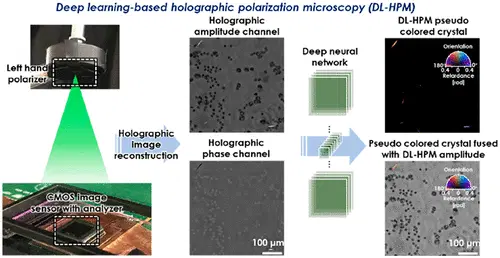 Deep learning-based holographic polarization microscopy (DL-HPM)
Left hand
polarizer
CMOS image
sensor with analyzer
Holographic
Image
reconstruction
Holographic
amplitude channel
Holographic
phase channel
100 μm
Deep neural
network
DL-HPM pseudo
colored crystal
Orientation
180°
0°
0.4
0
0.4
Retardance
[rad]
Pseudo colored crystal fused
with DL-HPM amplitude
Orientation
180°
0°
0.4
0
0.4
Retardance
[rad]
100 μm